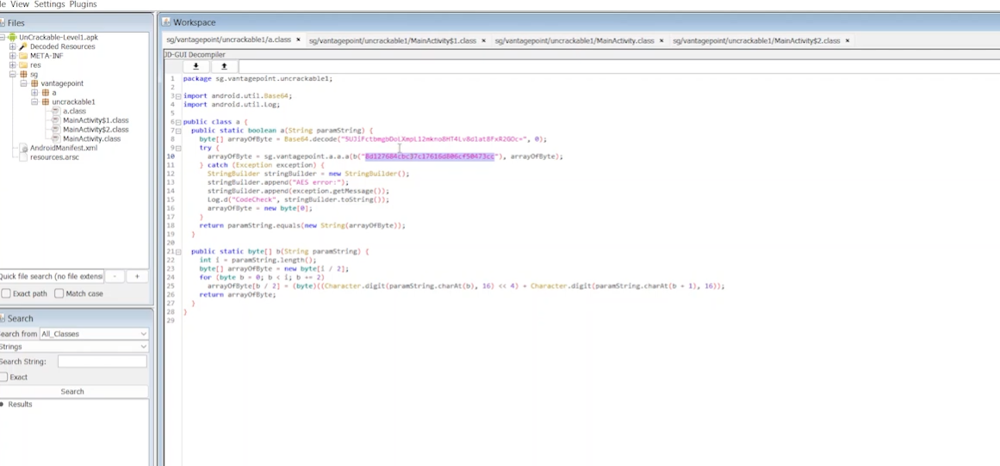 View Settings Plugins
Files
UnCrackable-Level1.apk
Decoded Resources
META-INF
res
sg
vantagepoint
a
uncrackable1
a.class
MainActivity$1.class
MainActivity$2.class
MainActivity.class
AndroidManifest.xml
resources.arsc
Quick file search (no file extensi
- +
Exact path Match case
Search
Search from All_Classes
Strings
Search String:
Exact
Search
Results
Workspace
sg/vantagepoint/uncrackable1/a.class × sg/vantagepoint/uncrackable1/MainActivity$1.class × sg/vantagepoint/uncrackable1/MainActivity.class × sg/vantagepoint/uncrackable1/MainActivity$2.class ×
JD-GUI Decompiler
1 package sg.vantagepoint.uncrackable1;
2
3 import android.util.Base64;
4 import android.util.Log;
5
6 public class a {
7 public static boolean a(String paramString) {
8 byte[] arrayOfByte = Base64.decode("5UJiFctbmgbDoLXmpL12mkno8HT4Lv8dlat8FxR2GOc=", 0);
9 try {
10 arrayOfByte = sg.vantagepoint.a.a.a(b("8d127684cbc37c17616d806cf50473cc"), arrayOfByte);
11 } catch (Exception exception) {
12 StringBuilder stringBuilder = new StringBuilder();
13 stringBuilder.append("AES error:");
14 stringBuilder.append(exception.getMessage());
15 Log.d("CodeCheck", stringBuilder.toString());
16 arrayOfByte = new byte[0];
17 }
18 return paramString.equals(new String(arrayOfByte));
19 }
20
21 public static byte[] b(String paramString) {
22 int i = paramString.length();
23 byte[] arrayOfByte = new byte[i / 2];
24 for (byte b = 0; b < i; b += 2)
25 arrayOfByte[b / 2] = (byte)((Character.digit(paramString.charAt(b), 16) << 4) + Character.digit(paramString.charAt(b + 1), 16));
26 return arrayOfByte;
27 }
28 }
29